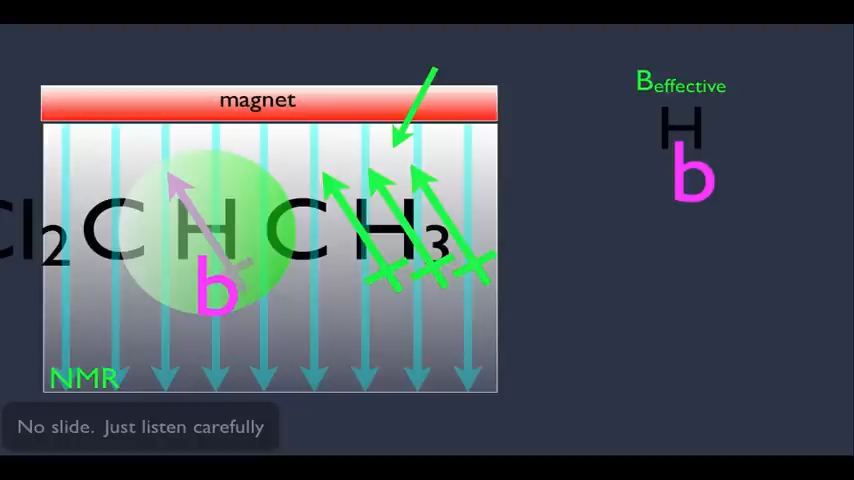 magnet
Beffective
H
b
Cl2CHCH3
b
NMR
No slide. Just listen carefully